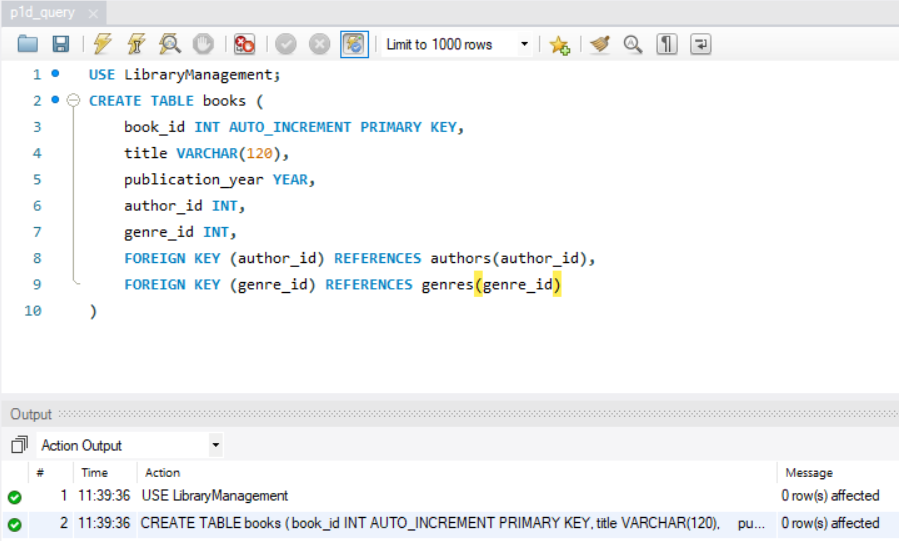 p1d_query
Limit to 1000 rows
1 USE LibraryManagement;
2 CREATE TABLE books (
3 book_id INT AUTO_INCREMENT PRIMARY KEY,
4 title VARCHAR(120),
5 publication_year YEAR,
6 author_id INT,
7 genre_id INT,
8 FOREIGN KEY (author_id) REFERENCES authors(author_id),
9 FOREIGN KEY (genre_id) REFERENCES genres(genre_id)
10 )
Output
Action Output
# Time Action Message
1 11:39:36 USE LibraryManagement 0 row(s) affected
2 11:39:36 CREATE TABLE books ( book_id INT AUTO_INCREMENT PRIMARY KEY, title VARCHAR(120), pu... 0 row(s) affected